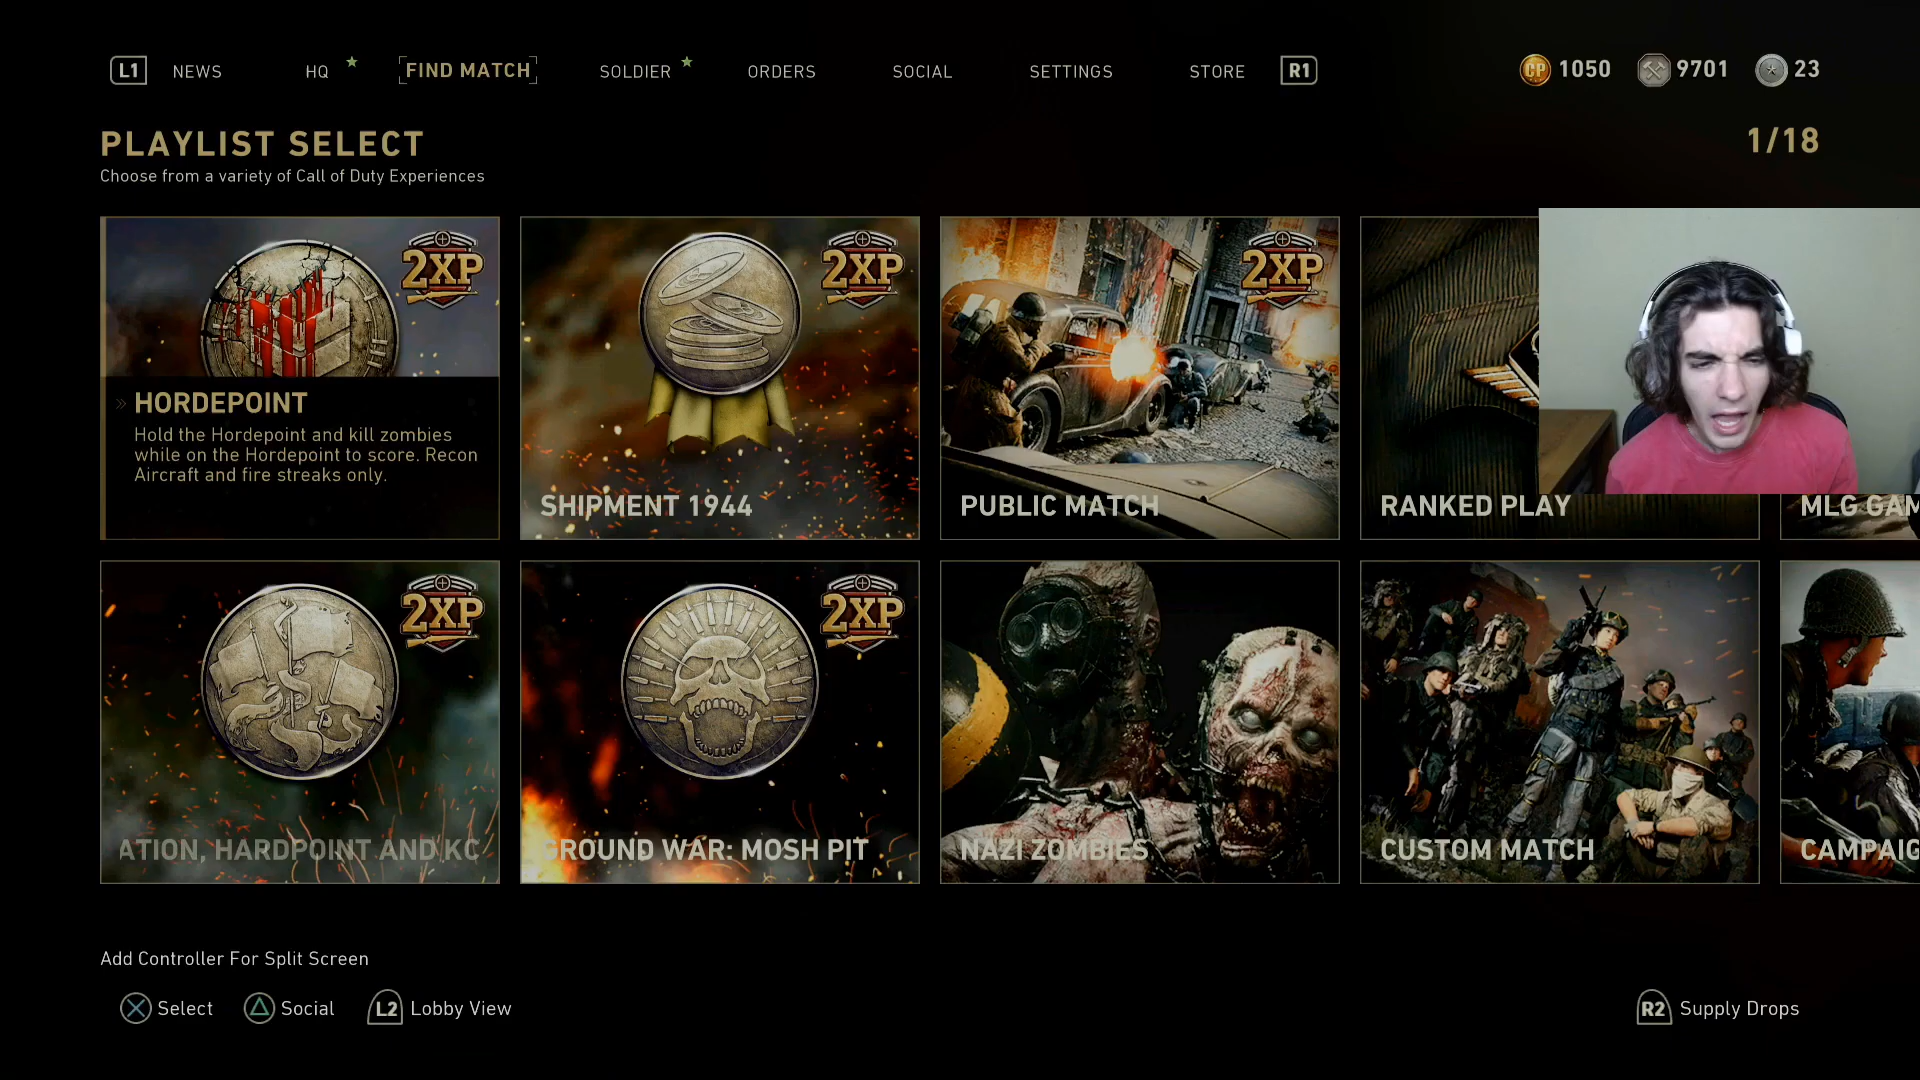 L1 NEWS HQ FIND MATCH SOLDIER ORDERS SOCIAL SETTINGS STORE R1 CP 1050 9701 23
PLAYLIST SELECT 1/18
Choose from a variety of Call of Duty Experiences
2XP 2XP 2XP
HORDEPOINT
Hold the Hordepoint and kill zombies
while on the Hordepoint to score. Recon
Aircraft and fire streaks only.
SHIPMENT 1944 PUBLIC MATCH RANKED PLAY MLG GAM
2XP 2XP
ATION, HARDPOINT AND KC GROUND WAR: MOSH PIT NAZI ZOMBIES CUSTOM MATCH CAMPAIG
Add Controller For Split Screen
Select Social L2 Lobby View R2 Supply Drops